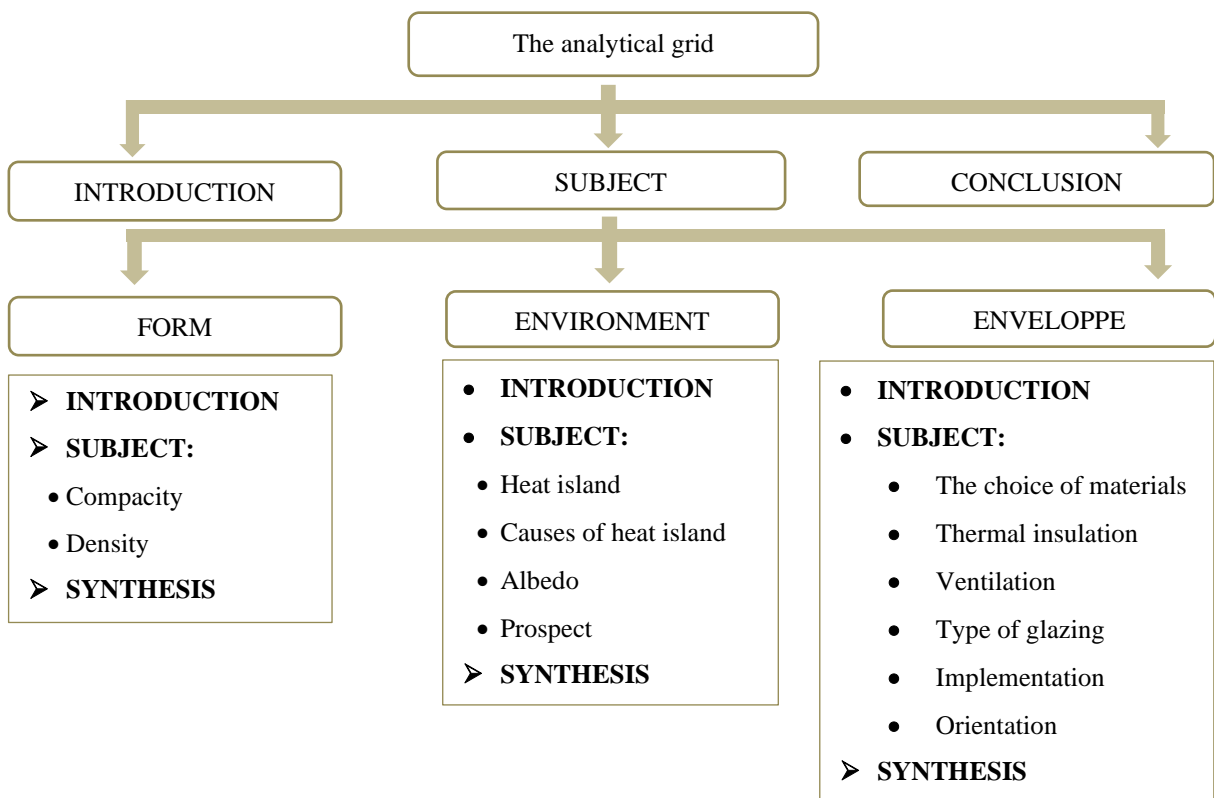 The analytical grid
INTRODUCTION
SUBJECT
CONCLUSION
FORM
ENVIRONMENT
ENVELOPPE
➢ INTRODUCTION
➢ SUBJECT:
• Compacity
• Density
➢ SYNTHESIS
• INTRODUCTION
• SUBJECT:
• Heat island
• Causes of heat island
• Albedo
• Prospect
➢ SYNTHESIS
• INTRODUCTION
• SUBJECT:
• The choice of materials
• Thermal insulation
• Ventilation
• Type of glazing
• Implementation
• Orientation
➢ SYNTHESIS